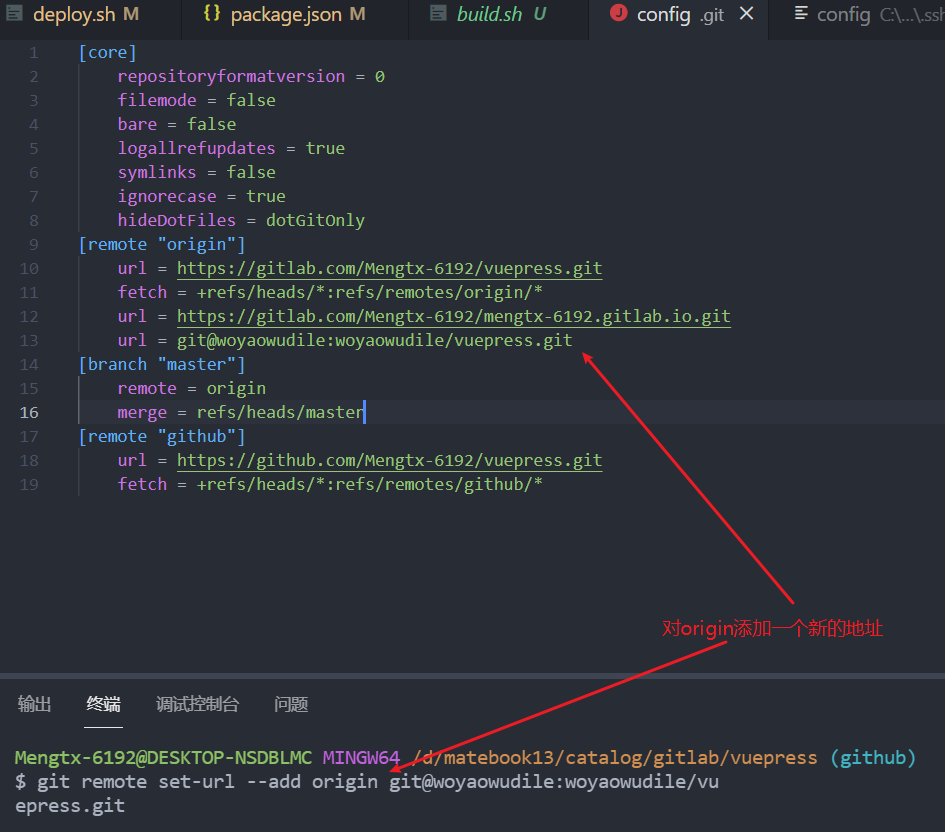 deploy.sh M {} package.json M build.sh U J config .git × config C:\...\.ssh
1 [core]
2 repositoryformatversion = 0
3 filemode = false
4 bare = false
5 logallrefupdates = true
6 symlinks = false
7 ignorecase = true
8 hideDotFiles = dotGitOnly
9 [remote "origin"]
10 url = https://gitlab.com/Mengtx-6192/vuepress.git
11 fetch = +refs/heads/*:refs/remotes/origin/*
12 url = https://gitlab.com/Mengtx-6192/mengtx-6192.gitlab.io.git
13 url = git@woyaowudile:woyaowudile/vuepress.git
14 [branch "master"]
15 remote = origin
16 merge = refs/heads/master
17 [remote "github"]
18 url = https://github.com/Mengtx-6192/vuepress.git
19 fetch = +refs/heads/*:refs/remotes/github/*
对origin添加一个新的地址
输出 终端 调试控制台 问题
Mengtx-6192@DESKTOP-NSDBLMC MINGW64 /d/matebook13/catalog/gitlab/vuepress (github)
$ git remote set-url --add origin git@woyaowudile:woyaowudile/vu
epress.git